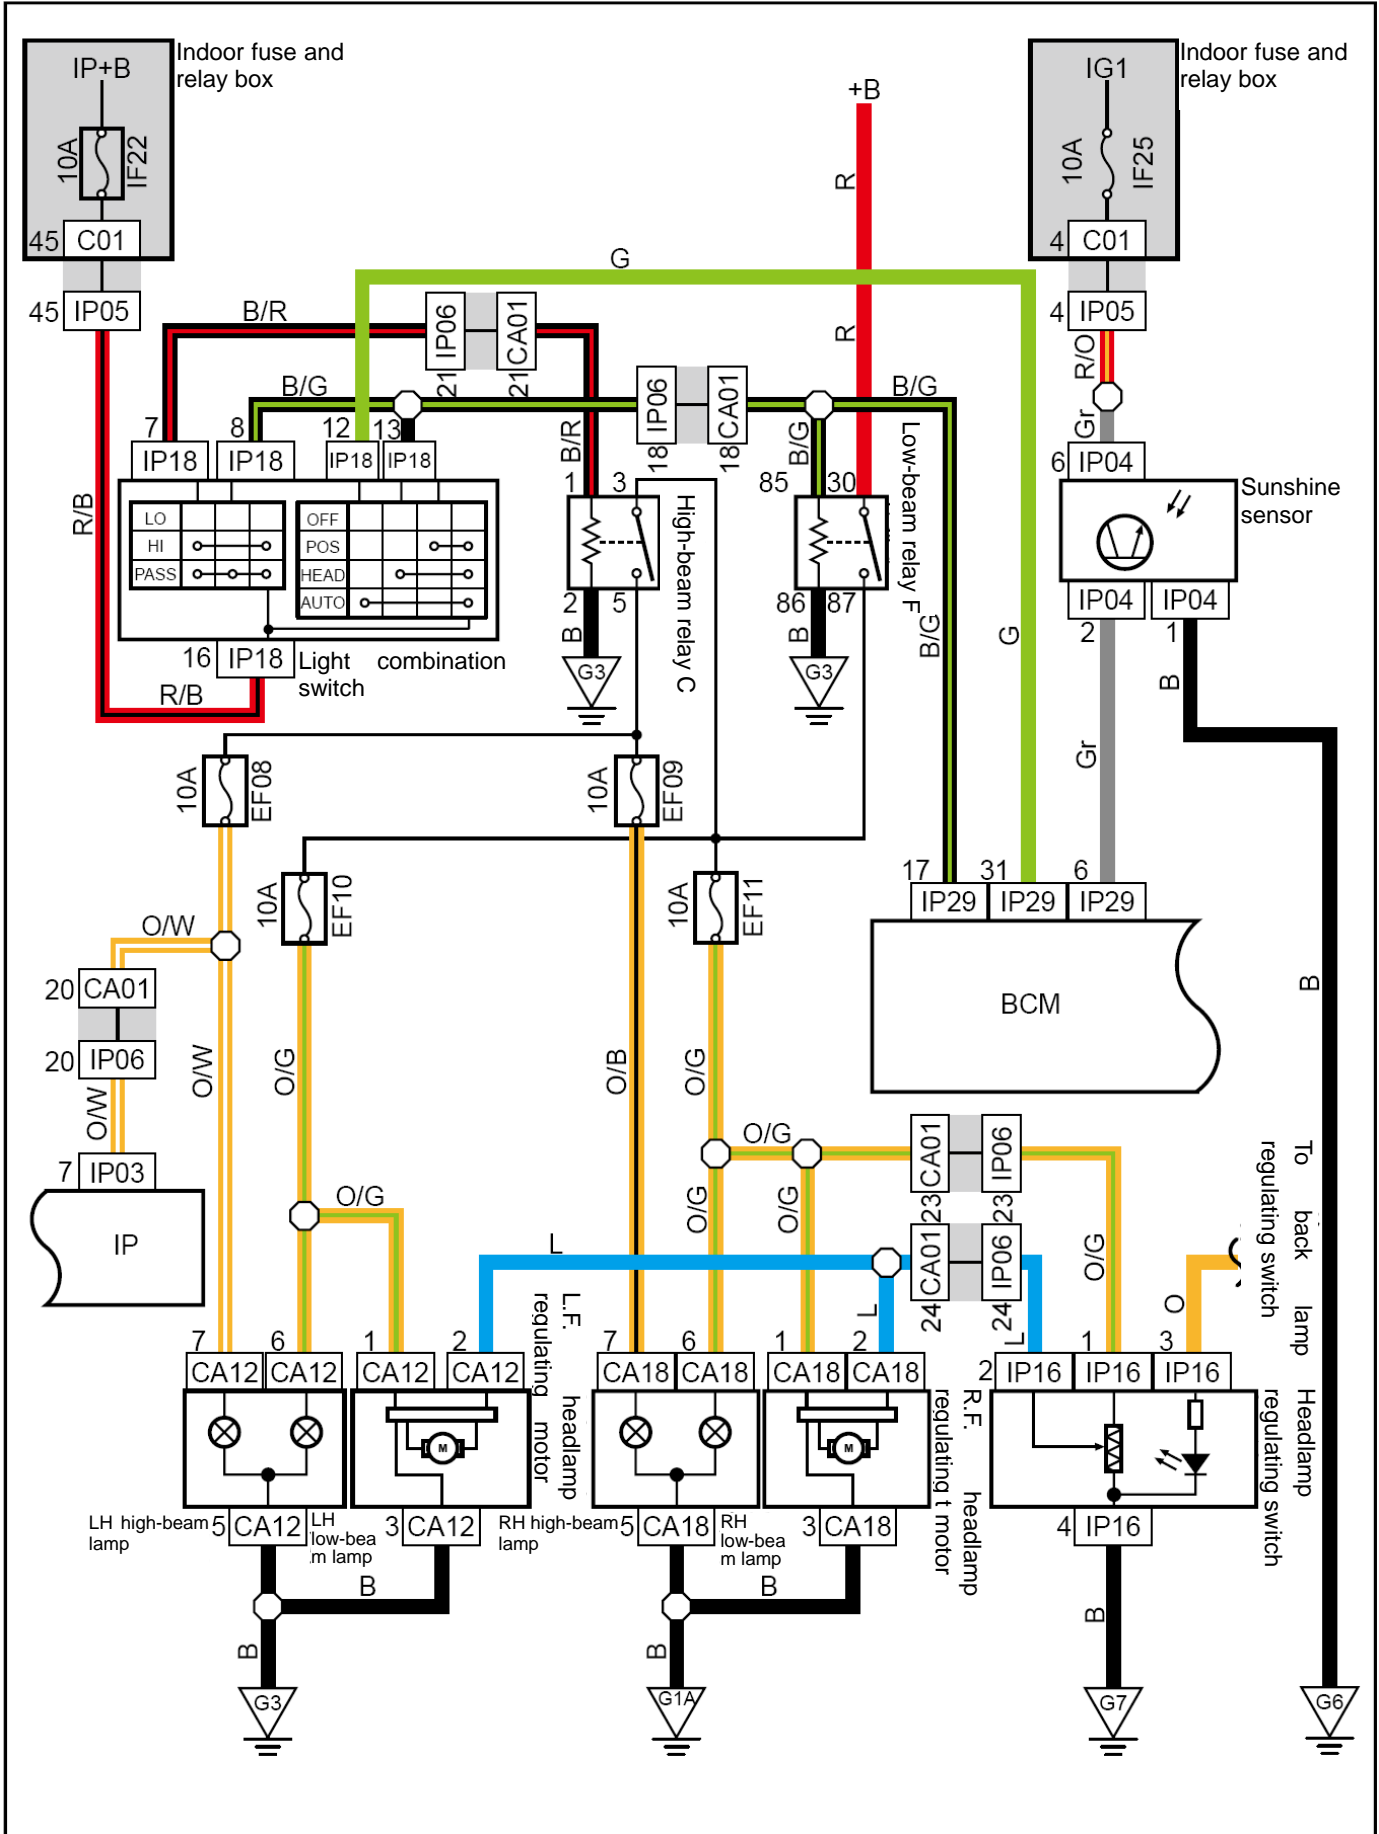 Indoor fuse and
relay box
IP+B
10A
IF22
45 C01
45 IP05
+B
R
R
Indoor fuse and
relay box
IG1
10A
IF25
4 C01
4 IP05
R/O
Gr
G
B/R
IP06
CA01
21
21
B/G
IP06
CA01
18
18
B/G
7
8
12
13
IP18
IP18
IP18
IP18
R/B
LO
HI
PASS
OFF
POS
HEAD
AUTO
16 IP18
Light combination
switch
R/B
B/R
1
3
2
5
B
G3
High-beam relay C
B/G
85
30
86
87
B
G3
Low-beam relay F
B/G
G
6 IP04
Sunshine
sensor
IP04
IP04
2
1
B
Gr
10A
EF08
10A
EF09
10A
EF10
10A
EF11
17
31
6
IP29
IP29
IP29
BCM
B
O/W
20 CA01
20 IP06
O/W
O/W
O/G
O/B
O/G
7 IP03
IP
O/G
O/G
O/G
O/G
CA01
IP06
23
23
L
L
CA01
IP06
24
24
L
O/G
O
To back lamp
regulating switch
7
6
1
2
CA12
CA12
CA12
CA12
L.F. headlamp
regulating motor
M
7
6
1
2
CA18
CA18
CA18
CA18
R.F. headlamp
regulating t motor
M
2
1
3
IP16
IP16
IP16
Headlamp
regulating switch
LH high-beam
lamp
5 CA12
LH
low-bea
m lamp
3 CA12
RH high-beam
lamp
5 CA18
RH
low-bea
m lamp
3 CA18
4 IP16
B
B
G3
B
B
G1A
B
G7
G6